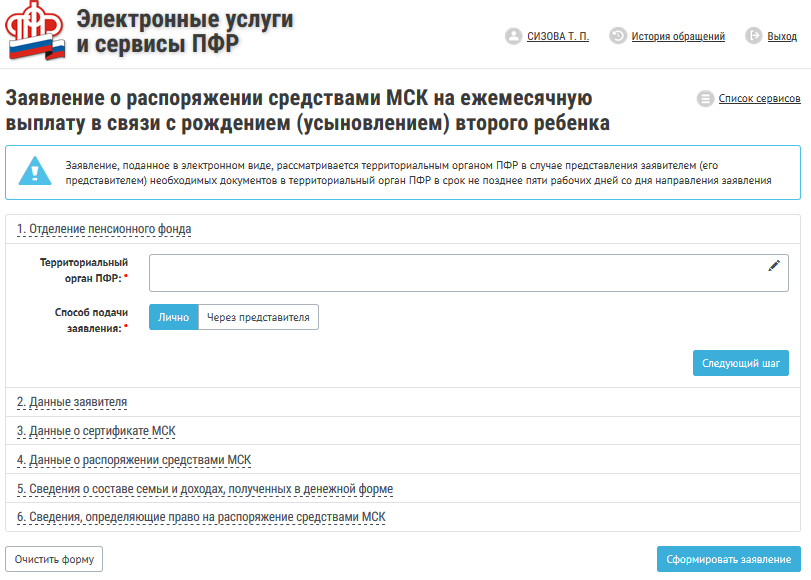 Электронные услуги
и сервисы ПФР
СИЗОВА Т. П.
История обращений
Выход
Заявление о распоряжении средствами МСК на ежемесячную
выплату в связи с рождением (усыновлением) второго ребенка
Список сервисов
Заявление, поданное в электронном виде, рассматривается территориальным органом ПФР в случае представления заявителем (его
представителем) необходимых документов в территориальный орган ПФР в срок не позднее пяти рабочих дней со дня направления заявления
1. Отделение пенсионного фонда
Территориальный
орган ПФР: *
Способ подачи
заявления: *
Лично
Через представителя
Следующий шаг
2. Данные заявителя
3. Данные о сертификате МСК
4. Данные о распоряжении средствами МСК
5. Сведения о составе семьи и доходах, полученных в денежной форме
6. Сведения, определяющие право на распоряжение средствами МСК
Очистить форму
Сформировать заявление